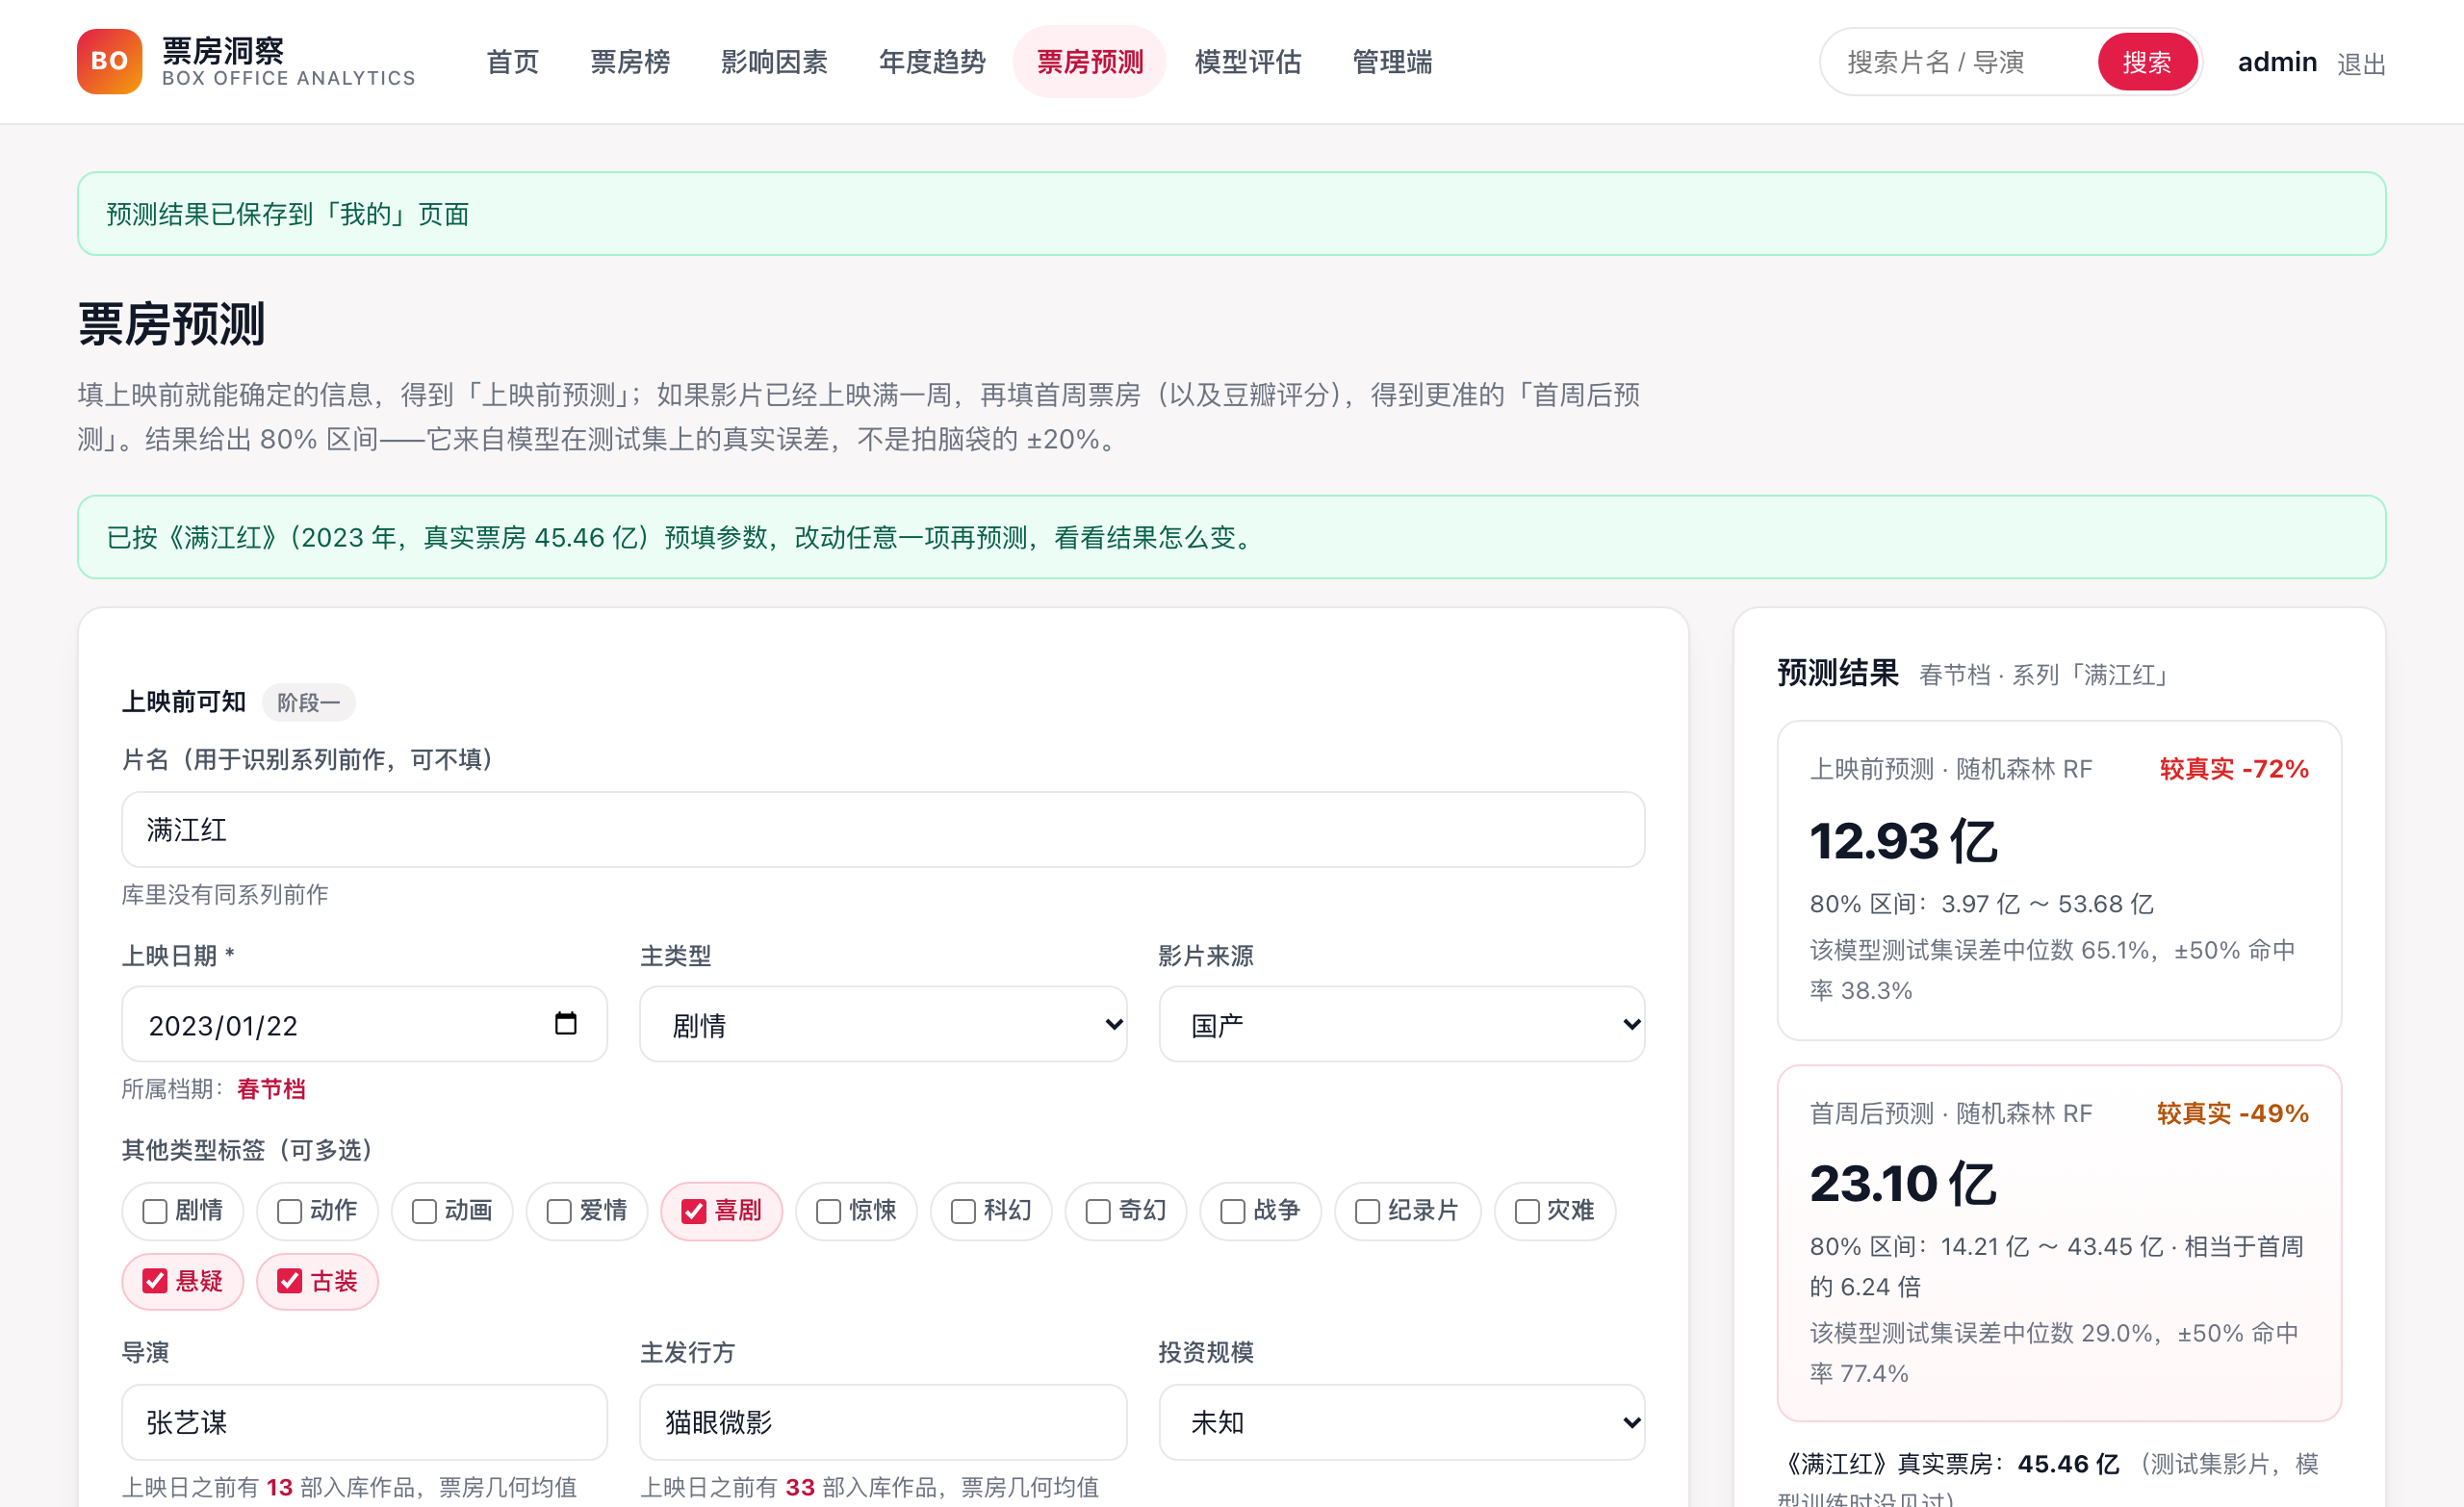 BO 票房洞察 首页 票房榜 影响因素 年度趋势 票房预测 模型评估 管理端 搜索片名 / 导演 搜索 admin 退出
BOX OFFICE ANALYTICS
预测结果已保存到「我的」页面
票房预测
填上映前就能确定的信息，得到「上映前预测」；如果影片已经上映满一周，再填首周票房（以及豆瓣评分），得到更准的「首周后预
测」。结果给出 80% 区间——它来自模型在测试集上的真实误差，不是拍脑袋的 ±20%。
已按《满江红》（2023 年，真实票房 45.46 亿）预填参数，改动任意一项再预测，看看结果怎么变。
上映前可知 阶段一
片名（用于识别系列前作，可不填）
满江红
库里没有同系列前作
上映日期 * 主类型 影片来源
2023/01/22 剧情 国产
所属档期：春节档
其他类型标签（可多选）
剧情 动作 动画 爱情 喜剧 惊悚 科幻 奇幻 战争 纪录片 灾难
悬疑 古装
导演 主发行方 投资规模
张艺谋 猫眼微影 未知
上映日之前有 13 部入库作品，票房几何均值 上映日之前有 33 部入库作品，票房几何均值
预测结果 春节档 · 系列「满江红」
上映前预测 · 随机森林 RF 较真实 -72%
12.93 亿
80% 区间：3.97 亿 ～ 53.68 亿
该模型测试集误差中位数 65.1%，±50% 命中
率 38.3%
首周后预测 · 随机森林 RF 较真实 -49%
23.10 亿
80% 区间：14.21 亿 ～ 43.45 亿 · 相当于首周
的 6.24 倍
该模型测试集误差中位数 29.0%，±50% 命中
率 77.4%
《满江红》真实票房：45.46 亿 （测试集影片，模
型训练时没见过）